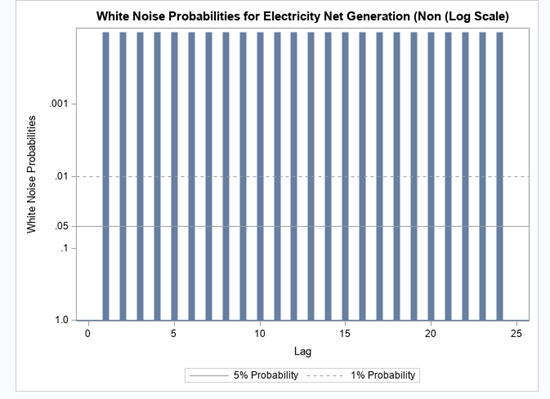 White Noise Probabilities for Electricity Net Generation (Non (Log Scale)
White Noise Probabilities
.001
.01
.05
.1
1.0
0 5 10 15 20 25
Lag
5% Probability 1% Probability